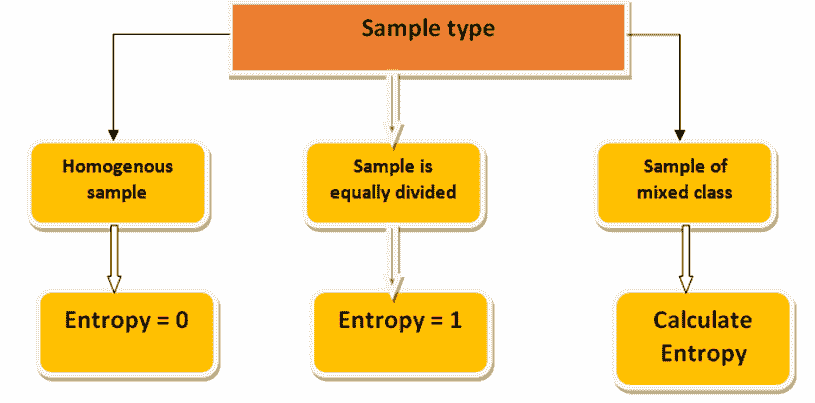 Sample type
Homogenous
sample
Sample is
equally divided
Sample of
mixed class
Entropy = 0
Entropy = 1
Calculate
Entropy